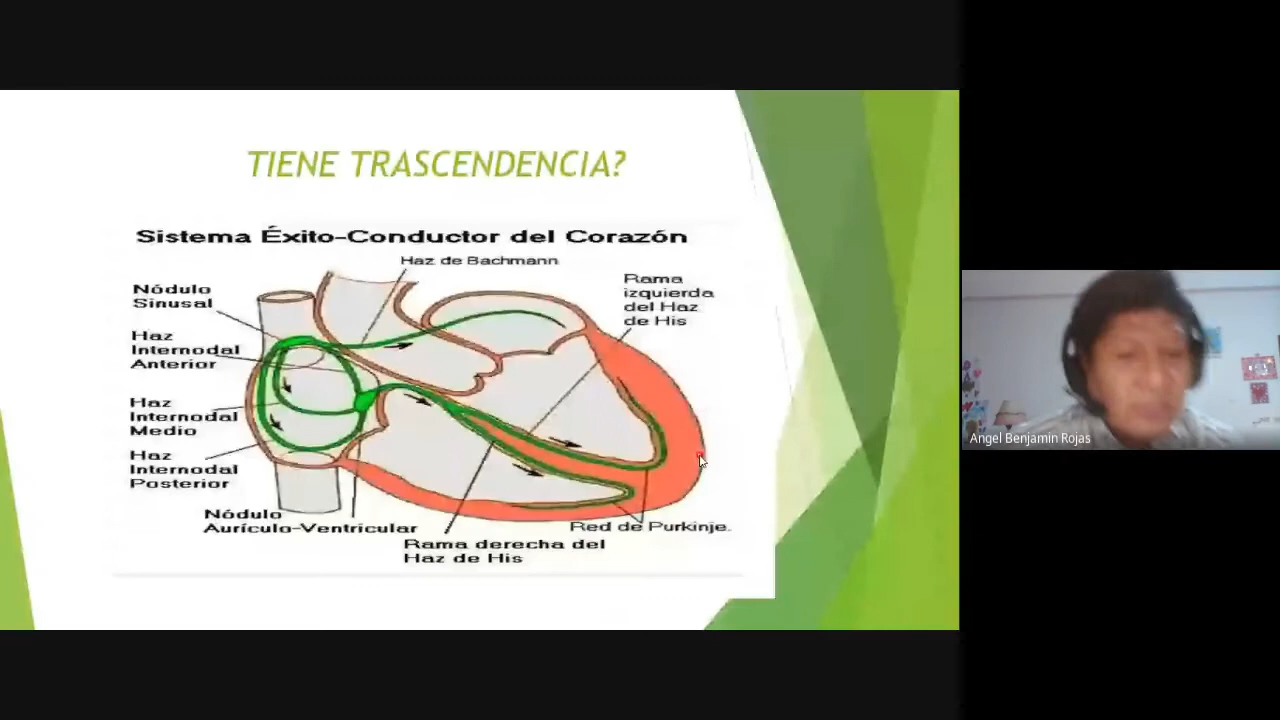 TIENE TRASCENDENCIA?
Sistema Éxito-Conductor del Corazón
Haz de Bachmann
Nódulo
Sinusal
Rama
izquierda
del Haz
de His
Haz
Internodal
Anterior
Haz
Internodal
Medio
Haz
Internodal
Posterior
Nódulo
Aurículo-Ventricular
Red de Purkinje.
Rama derecha del
Haz de His
Angel Benjamin Rojas